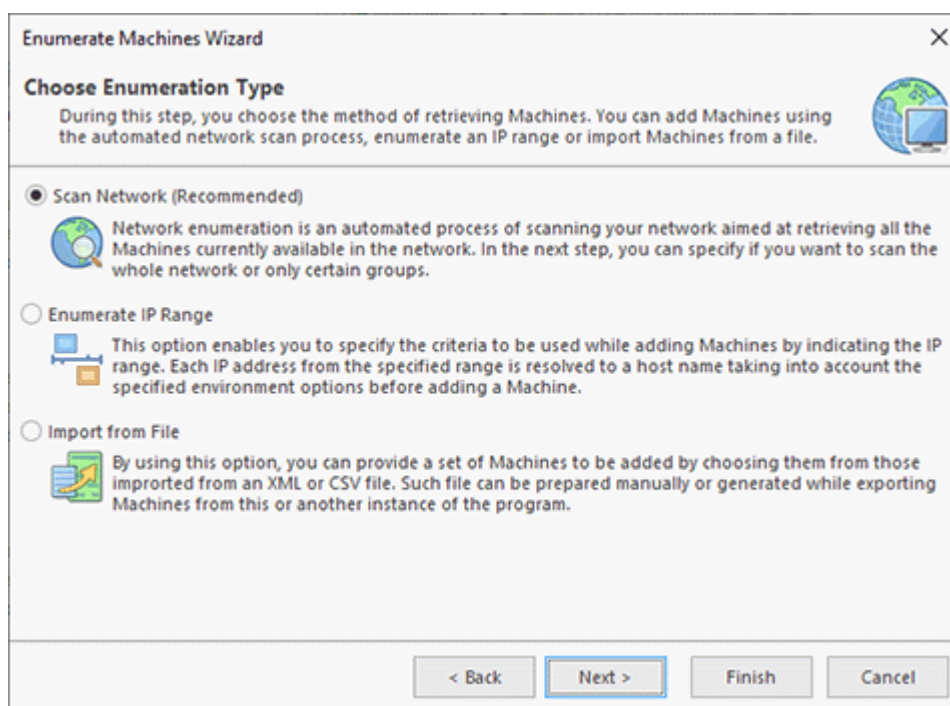 Enumerate Machines Wizard
Choose Enumeration Type
During this step, you choose the method of retrieving Machines. You can add Machines using
the automated network scan process, enumerate an IP range or import Machines from a file.
Scan Network (Recommended)
Network enumeration is an automated process of scanning your network aimed at retrieving all the
Machines currently available in the network. In the next step, you can specify if you want to scan the
whole network or only certain groups.
Enumerate IP Range
This option enables you to specify the criteria to be used while adding Machines by indicating the IP
range. Each IP address from the specified range is resolved to a host name taking into account the
specified environment options before adding a Machine.
Import from File
By using this option, you can provide a set of Machines to be added by choosing them from those
improrted from an XML or CSV file. Such file can be prepared manually or generated while exporting
Machines from this or another instance of the program.
< Back
Next >
Finish
Cancel